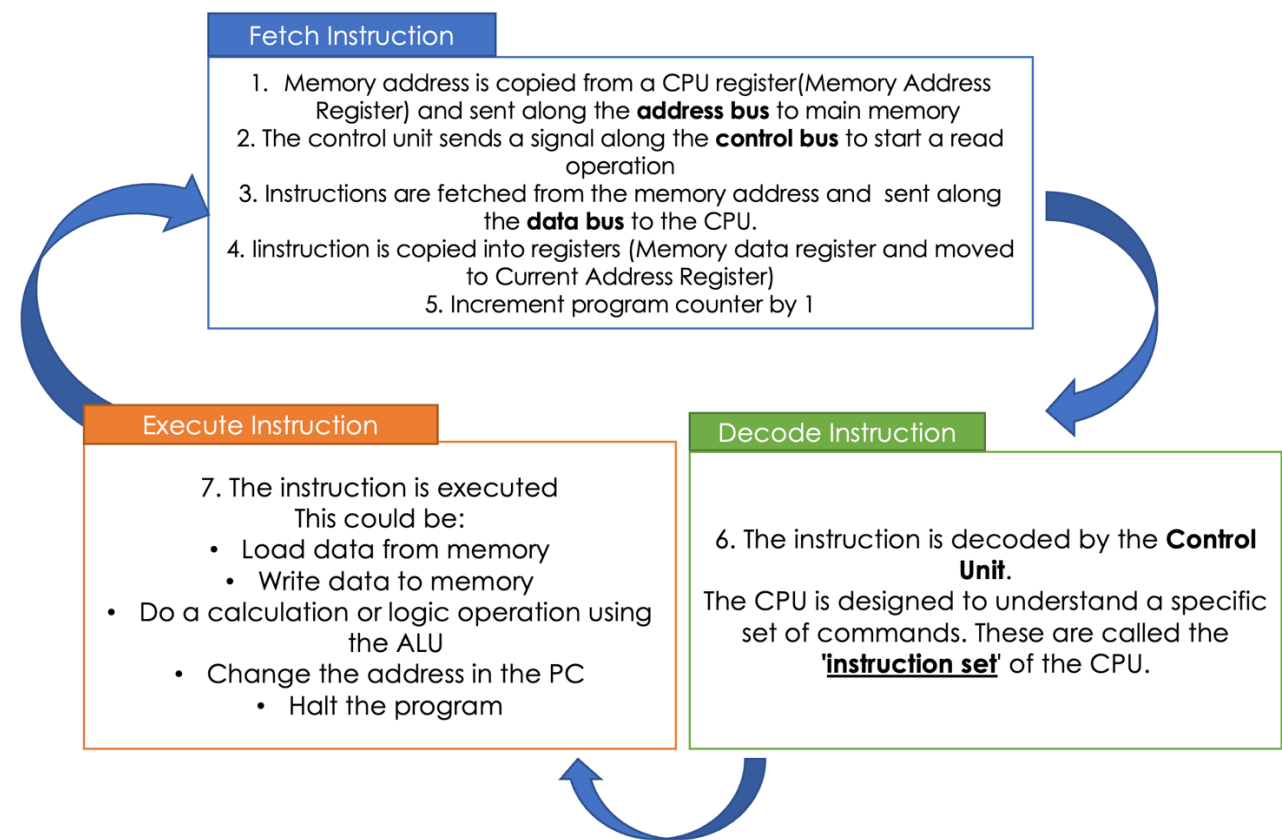 Fetch Instruction
1. Memory address is copied from a CPU register(Memory Address
Register) and sent along the address bus to main memory
2. The control unit sends a signal along the control bus to start a read
operation
3. Instructions are fetched from the memory address and sent along
the data bus to the CPU.
4. Iinstruction is copied into registers (Memory data register and moved
to Current Address Register)
5. Increment program counter by 1
Execute Instruction
7. The instruction is executed
This could be:
• Load data from memory
• Write data to memory
• Do a calculation or logic operation using
the ALU
• Change the address in the PC
• Halt the program
Decode Instruction
6. The instruction is decoded by the Control
Unit.
The CPU is designed to understand a specific
set of commands. These are called the
'instruction set' of the CPU.